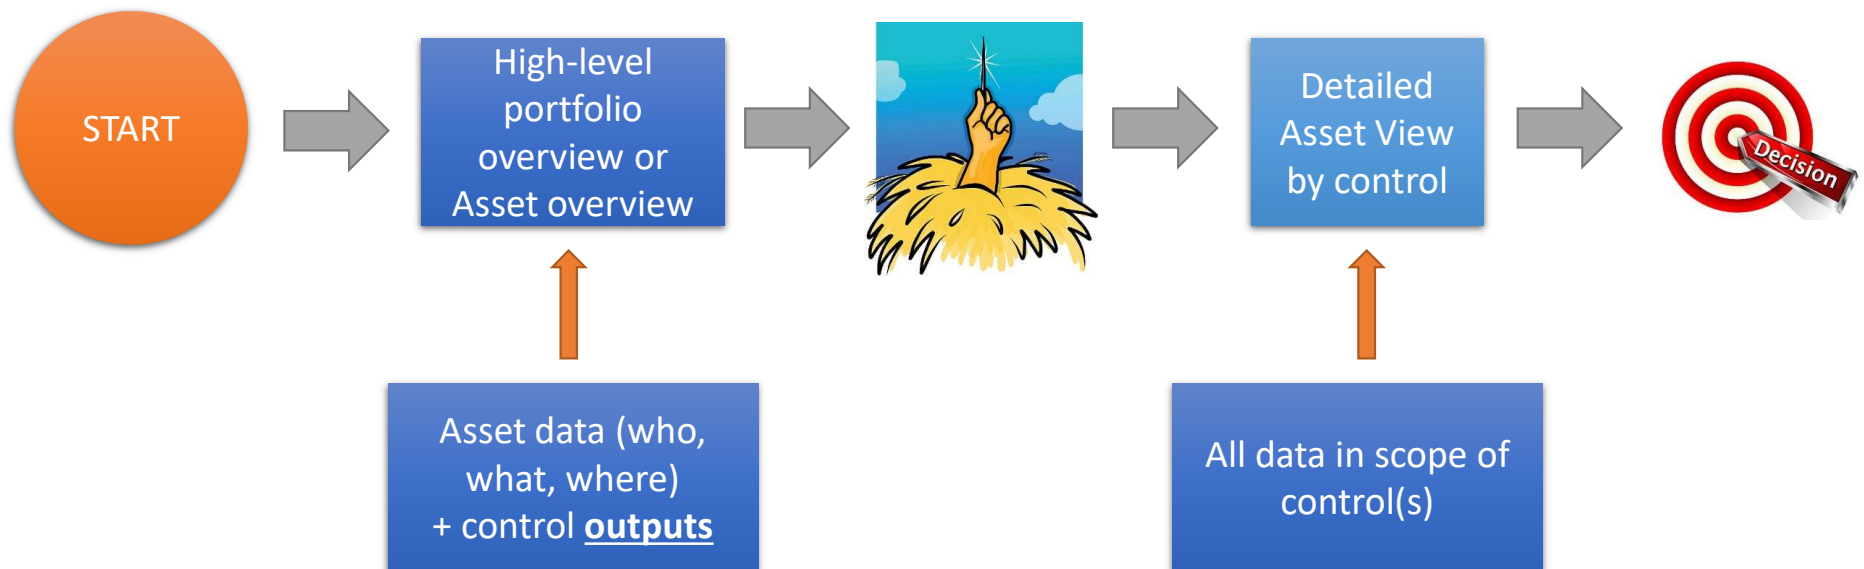 START
High-level
portfolio
overview or
Asset overview
Detailed
Asset View
by control
Decision
Asset data (who,
what, where)
+ control outputs
All data in scope of
control(s)